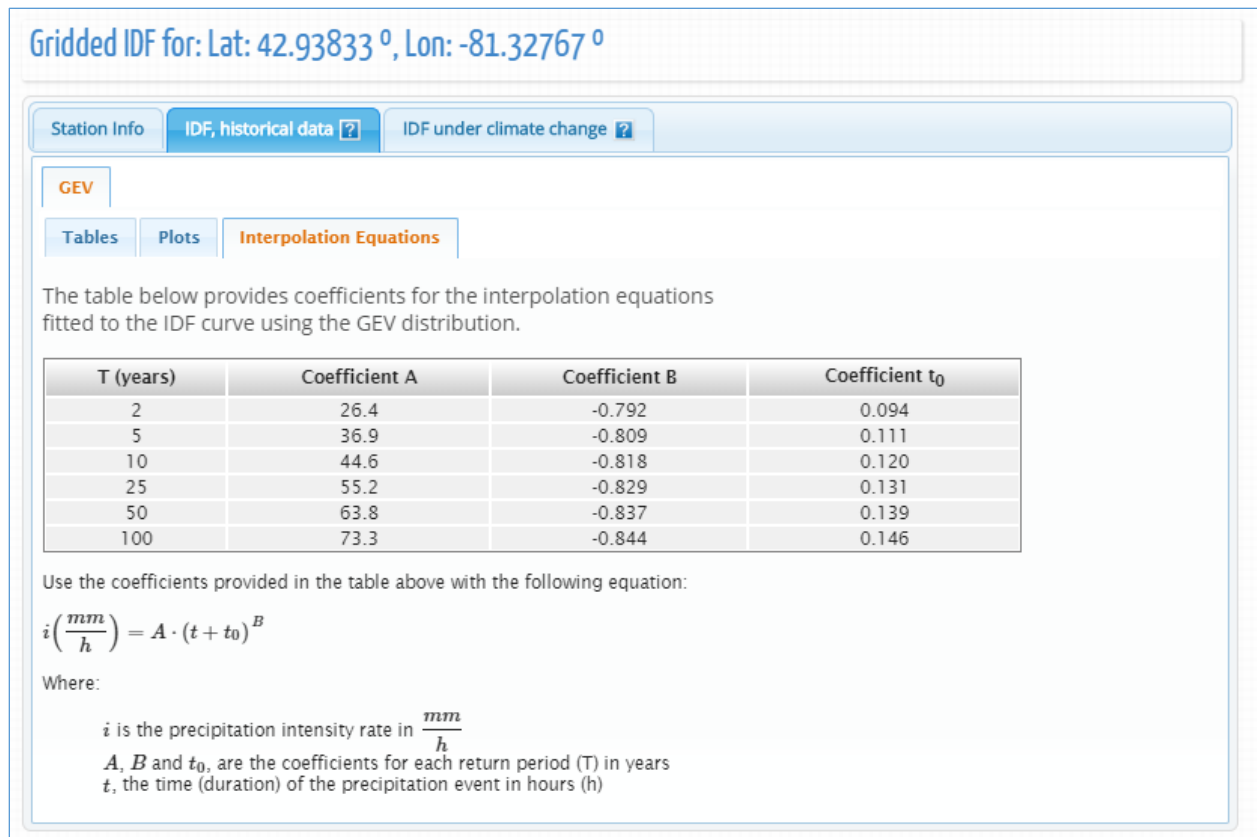 Gridded IDF for: Lat: 42.93833 º, Lon: -81.32767 º
Station Info IDF, historical data ? IDF under climate change ?
GEV
Tables Plots Interpolation Equations
The table below provides coefficients for the interpolation equations
fitted to the IDF curve using the GEV distribution.
T (years) Coefficient A Coefficient B Coefficient t₀
2 26.4 -0.792 0.094
5 36.9 -0.809 0.111
10 44.6 -0.818 0.120
25 55.2 -0.829 0.131
50 63.8 -0.837 0.139
100 73.3 -0.844 0.146
Use the coefficients provided in the table above with the following equation:
i(mm/h) = A · (t + t₀)ᴮ
Where:
i is the precipitation intensity rate in mm/h
A, B and t₀, are the coefficients for each return period (T) in years
t, the time (duration) of the precipitation event in hours (h)